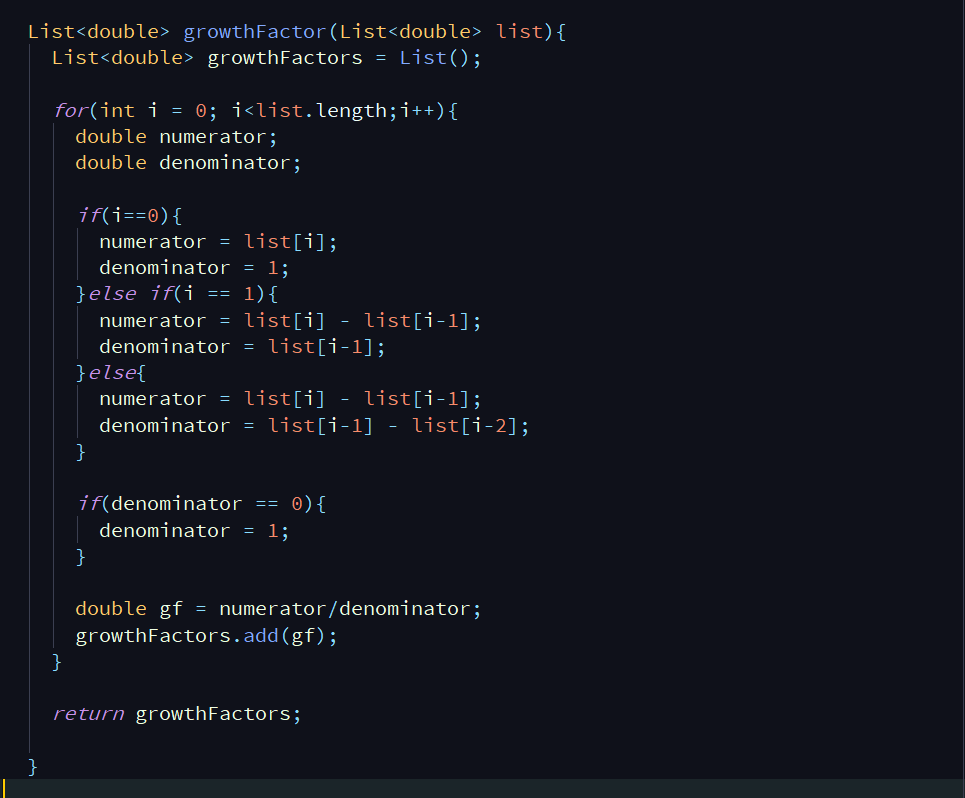 List<double> growthFactor(List<double> list){
  List<double> growthFactors = List();

  for(int i = 0; i<list.length;i++){
    double numerator;
    double denominator;

    if(i==0){
      numerator = list[i];
      denominator = 1;
    }else if(i == 1){
      numerator = list[i] - list[i-1];
      denominator = list[i-1];
    }else{
      numerator = list[i] - list[i-1];
      denominator = list[i-1] - list[i-2];
    }

    if(denominator == 0){
      denominator = 1;
    }

    double gf = numerator/denominator;
    growthFactors.add(gf);
  }

  return growthFactors;

}